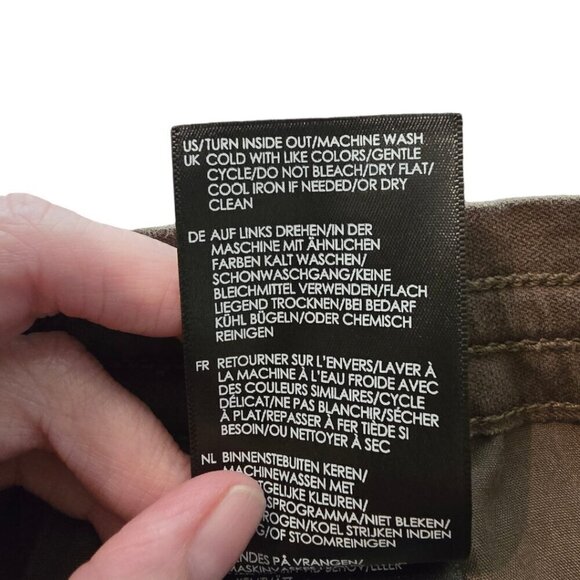 US/TURN INSIDE OUT/MACHINE WASH
UK COLD WITH LIKE COLORS/GENTLE
CYCLE/DO NOT BLEACH/DRY FLAT/
COOL IRON IF NEEDED/OR DRY
CLEAN
DE AUF LINKS DREHEN/IN DER
MASCHINE MIT ÄHNLICHEN
FARBEN KALT WASCHEN/
SCHONWASCHGANG/KEINE
BLEICHMITTEL VERWENDEN/FLACH
LIEGEND TROCKNEN/BEI BEDARF
KÜHL BÜGELN/ODER CHEMISCH
REINIGEN
FR RETOURNER SUR L'ENVERS/LAVER À
LA MACHINE À L'EAU FROIDE AVEC
DES COULEURS SIMILAIRES/CYCLE
DÉLICAT/NE PAS BLANCHIR/SÉCHER
À PLAT/REPASSER À FER TIÈDE SI
BESOIN/OU NETTOYER À SEC
NL BINNENSTEBUITEN KEREN/
MACHINEWASSEN MET
KLEUREN/
SPROGRAMMA/NIET BLEKEN/
ROGEN/KOEL STRIJKEN INDIEN
G/OF STOOMREINIGEN
ENDES PÅ VRANGEN/